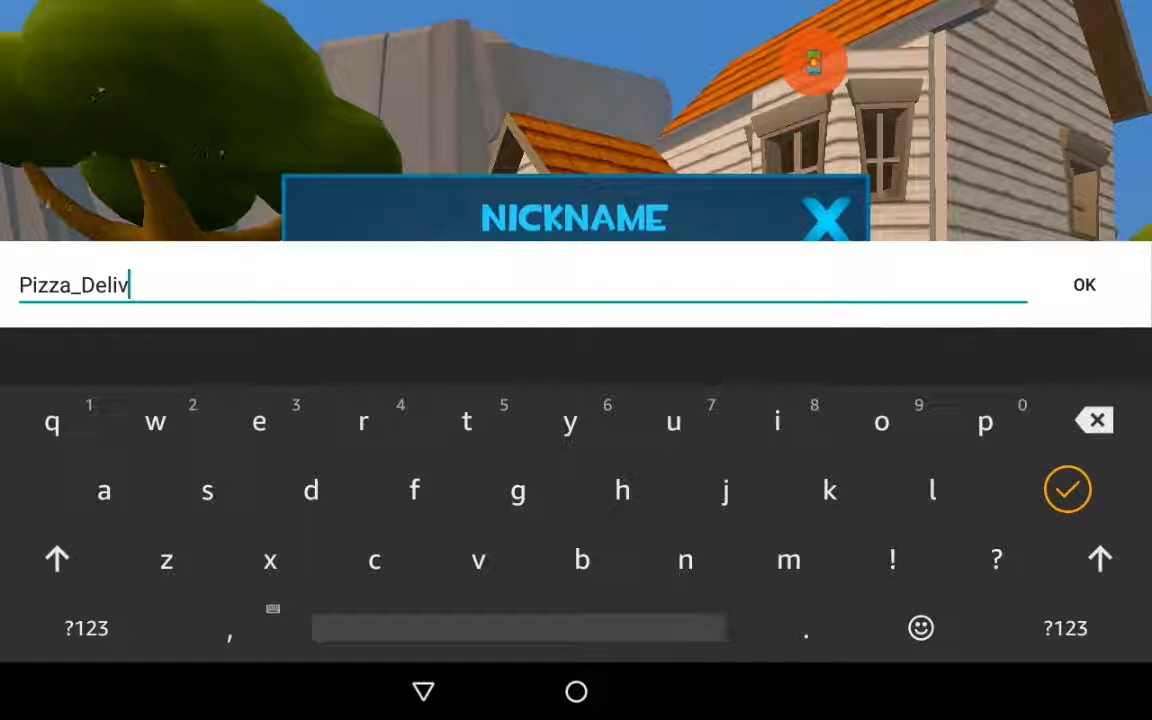 NICKNAME X
Pizza_Deliv OK
1 2 3 4 5 6 7 8 9 0
q w e r t y u i o p
a s d f g h j k l
z x c v b n m ! ?
?123 , . ?123